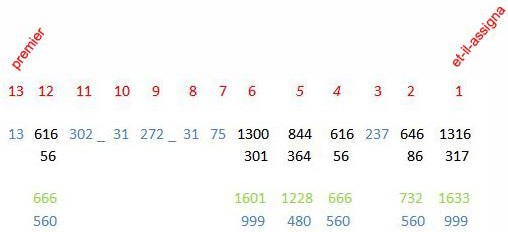 premier et-il-assigna
13 12 11 10 9 8 7 6 5 4 3 2 1
13 616 302 _ 31 272 _ 31 75 1300 844 616 237 646 1316
56 301 364 56 86 317
666 1601 1228 666 732 1633
560 999 480 560 560 999